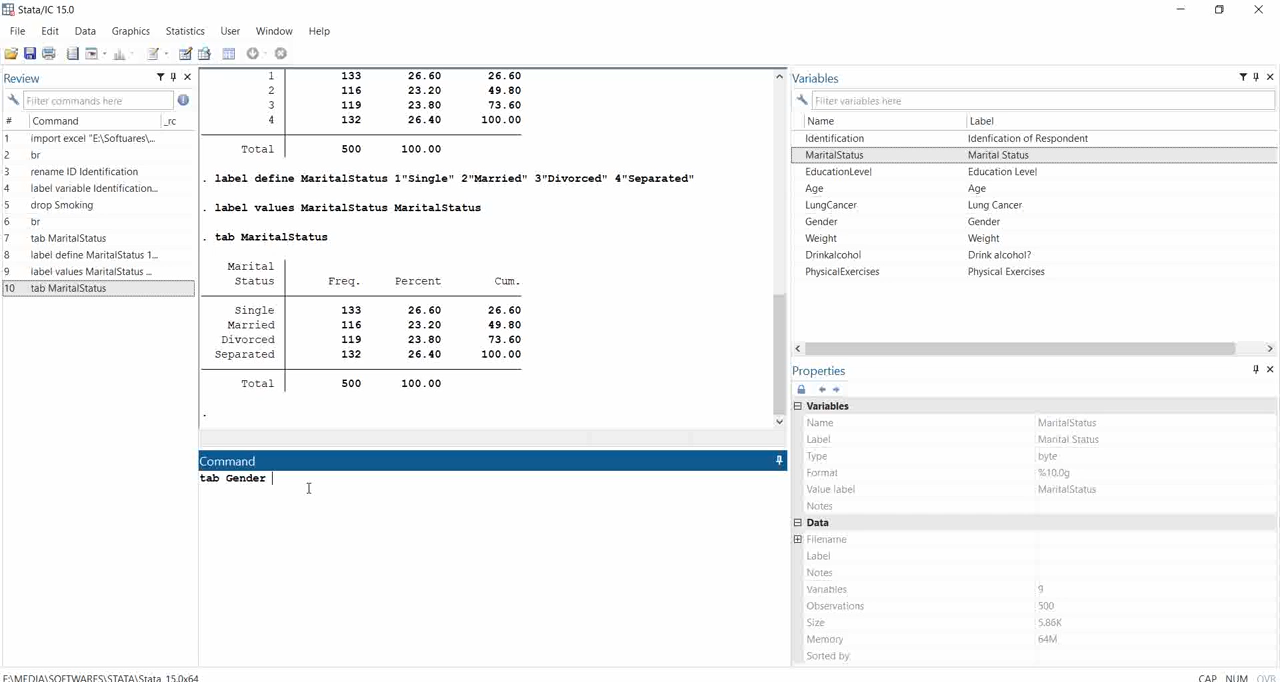 Stata/IC 15.0
File Edit Data Graphics Statistics User Window Help
Review
Filter commands here
# Command _rc
1 import excel "E:\Softuares\...
2 br
3 rename ID Identification
4 label variable Identification...
5 drop Smoking
6 br
7 tab MaritalStatus
8 label define MaritalStatus 1...
9 label values MaritalStatus ...
10 tab MaritalStatus
1 133 26.60 26.60
2 116 23.20 49.80
3 119 23.80 73.60
4 132 26.40 100.00
Total 500 100.00
. label define MaritalStatus 1"Single" 2"Married" 3"Divorced" 4"Separated"
. label values MaritalStatus MaritalStatus
. tab MaritalStatus
Marital
Status Freq. Percent Cum.
Single 133 26.60 26.60
Married 116 23.20 49.80
Divorced 119 23.80 73.60
Separated 132 26.40 100.00
Total 500 100.00
.
Command
tab Gender
Variables
Filter variables here
Name Label
Identification Idenfication of Respondent
MaritalStatus Marital Status
EducationLevel Education Level
Age Age
LungCancer Lung Cancer
Gender Gender
Weight Weight
Drinkalcohol Drink alcohol?
PhysicalExercises Physical Exercises
Properties
Variables
Name MaritalStatus
Label Marital Status
Type byte
Format %10.0g
Value label MaritalStatus
Notes
Data
Filename
Label
Notes
Variables 9
Observations 500
Size 5.86K
Memory 64M
Sorted by
E:\MEDIA\SOFTWARES\STATA\Stata_15.0x64
CAP NUM OVR